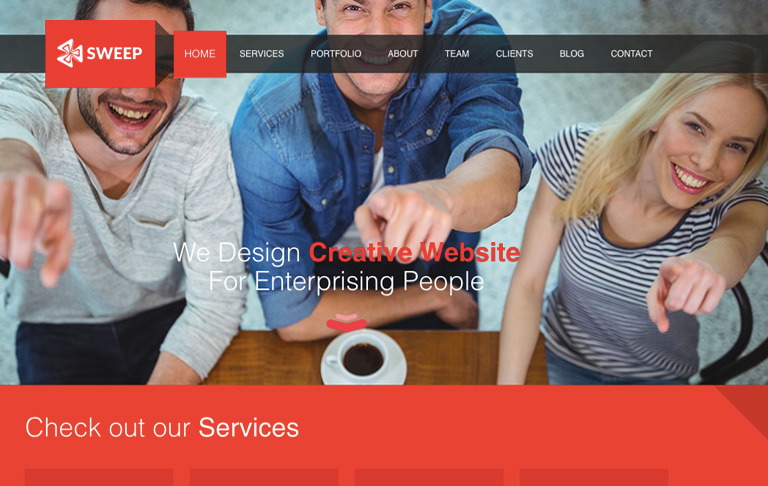 SWEEP
HOME SERVICES PORTFOLIO ABOUT TEAM CLIENTS BLOG CONTACT
We Design Creative Website
For Enterprising People
Check out our Services